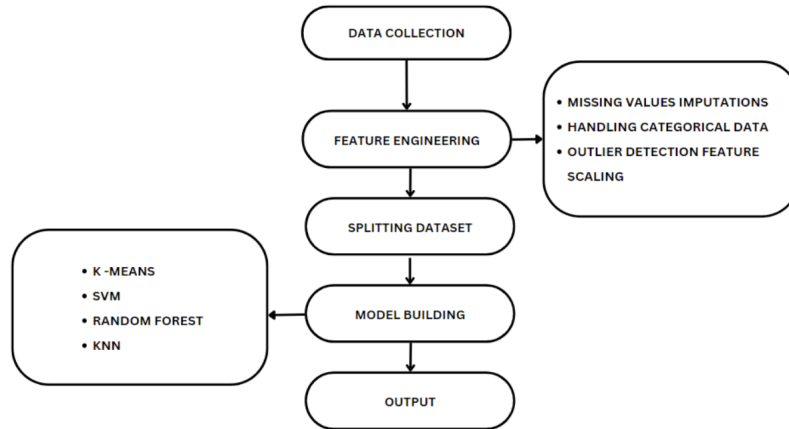 DATA COLLECTION
FEATURE ENGINEERING
• MISSING VALUES IMPUTATIONS
• HANDLING CATEGORICAL DATA
• OUTLIER DETECTION FEATURE
SCALING
SPLITTING DATASET
MODEL BUILDING
• K -MEANS
• SVM
• RANDOM FOREST
• KNN
OUTPUT